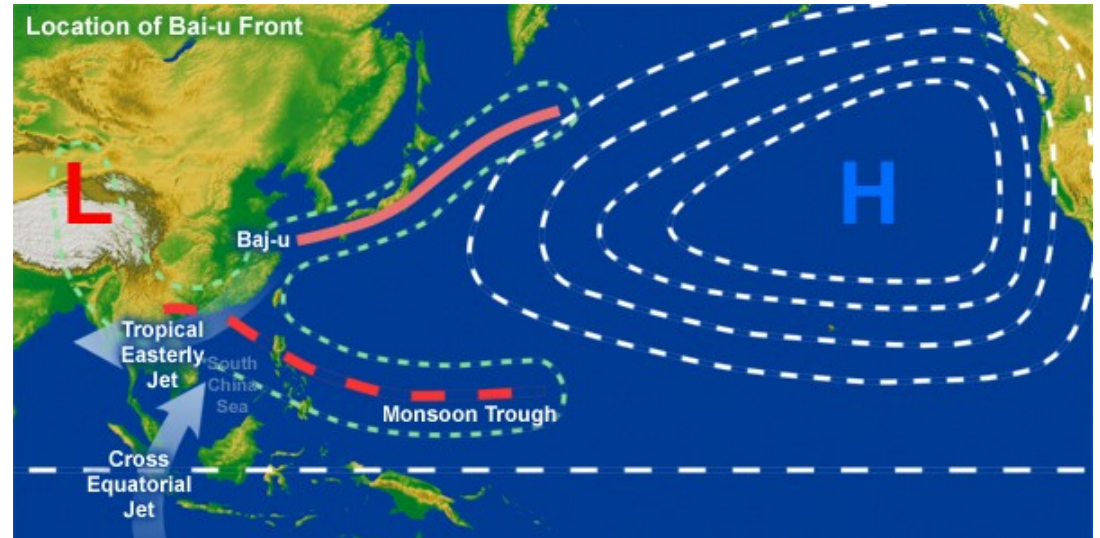 Location of Bai-u Front
L
H
Baj-u
Tropical
Easterly
Jet
South
China
Sea
Monsoon Trough
Cross
Equatorial
Jet